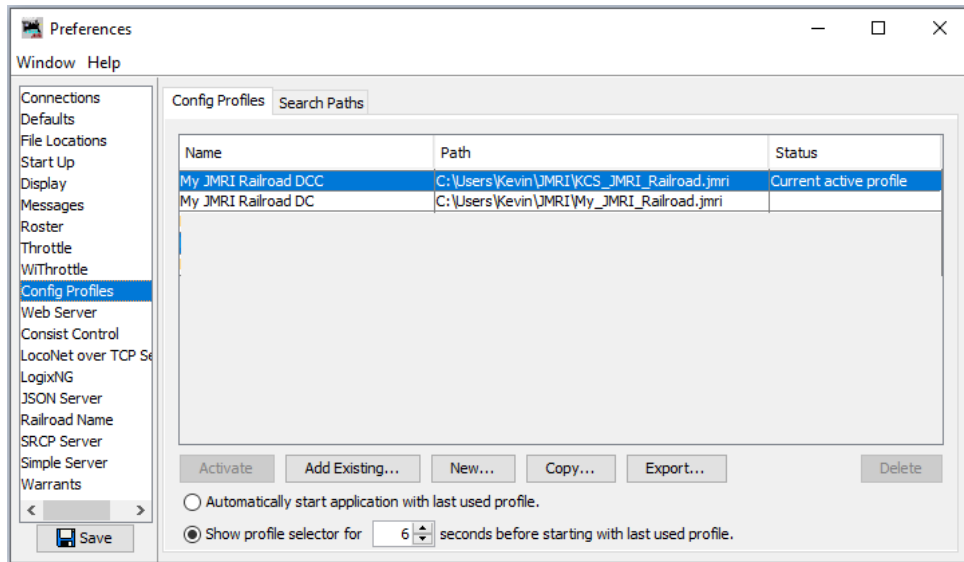 Preferences
Window Help
Connections
Defaults
File Locations
Start Up
Display
Messages
Roster
Throttle
WiThrottle
Config Profiles
Web Server
Consist Control
LocoNet over TCP Se
LogixNG
JSON Server
Railroad Name
SRCP Server
Simple Server
Warrants
Save
Config Profiles Search Paths
Name Path Status
My JMRI Railroad DCC C:\Users\Kevin\JMRI\KCS_JMRI_Railroad.jmri Current active profile
My JMRI Railroad DC C:\Users\Kevin\JMRI\My_JMRI_Railroad.jmri
Activate Add Existing... New... Copy... Export... Delete
Automatically start application with last used profile.
Show profile selector for 6 seconds before starting with last used profile.